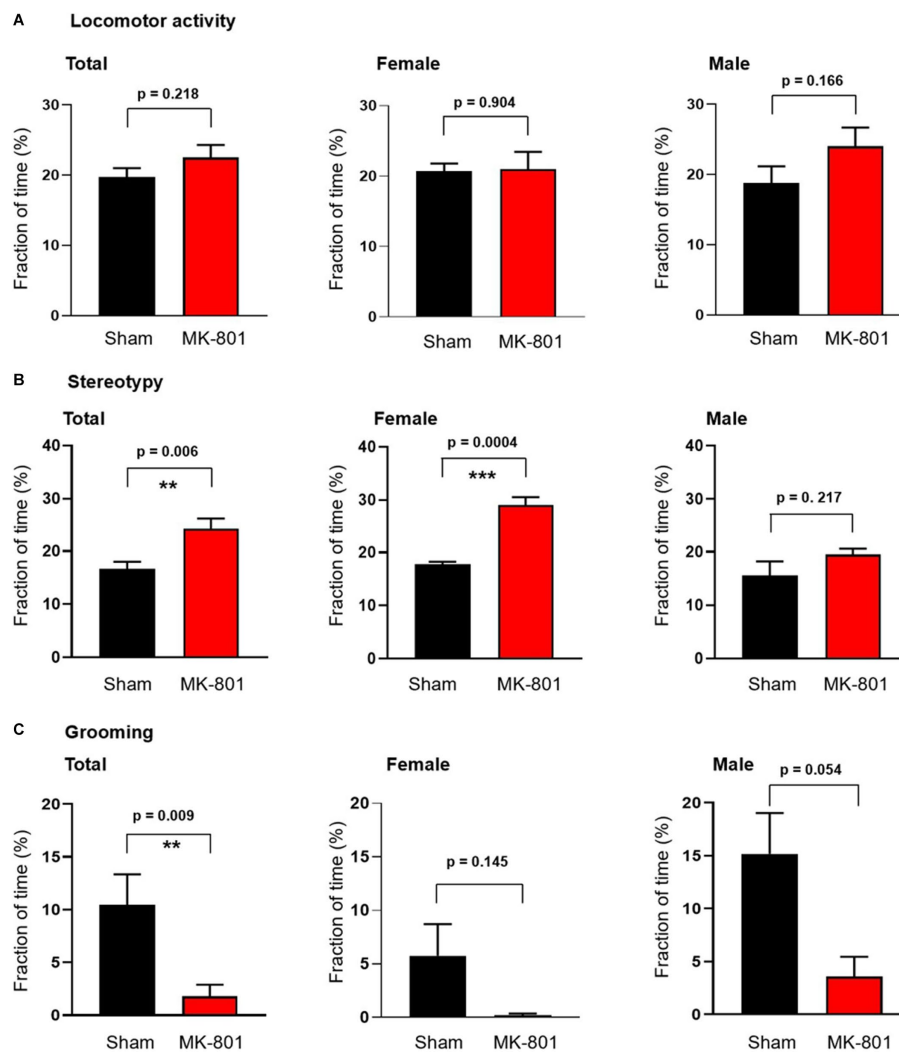 A Locomotor activity
Total Female Male
p = 0.218 p = 0.904 p = 0.166
Fraction of time (%) Fraction of time (%) Fraction of time (%)
30 30 30
20 20 20
10 10 10
0 0 0
Sham MK-801 Sham MK-801 Sham MK-801
B Stereotypy
Total Female Male
p = 0.006 p = 0.0004 p = 0. 217
** ***
Fraction of time (%) Fraction of time (%) Fraction of time (%)
40 40 40
30 30 30
20 20 20
10 10 10
0 0 0
Sham MK-801 Sham MK-801 Sham MK-801
C Grooming
Total Female Male
p = 0.009 p = 0.145 p = 0.054
**
Fraction of time (%) Fraction of time (%) Fraction of time (%)
20 20 20
15 15 15
10 10 10
5 5 5
0 0 0
Sham MK-801 Sham MK-801 Sham MK-801